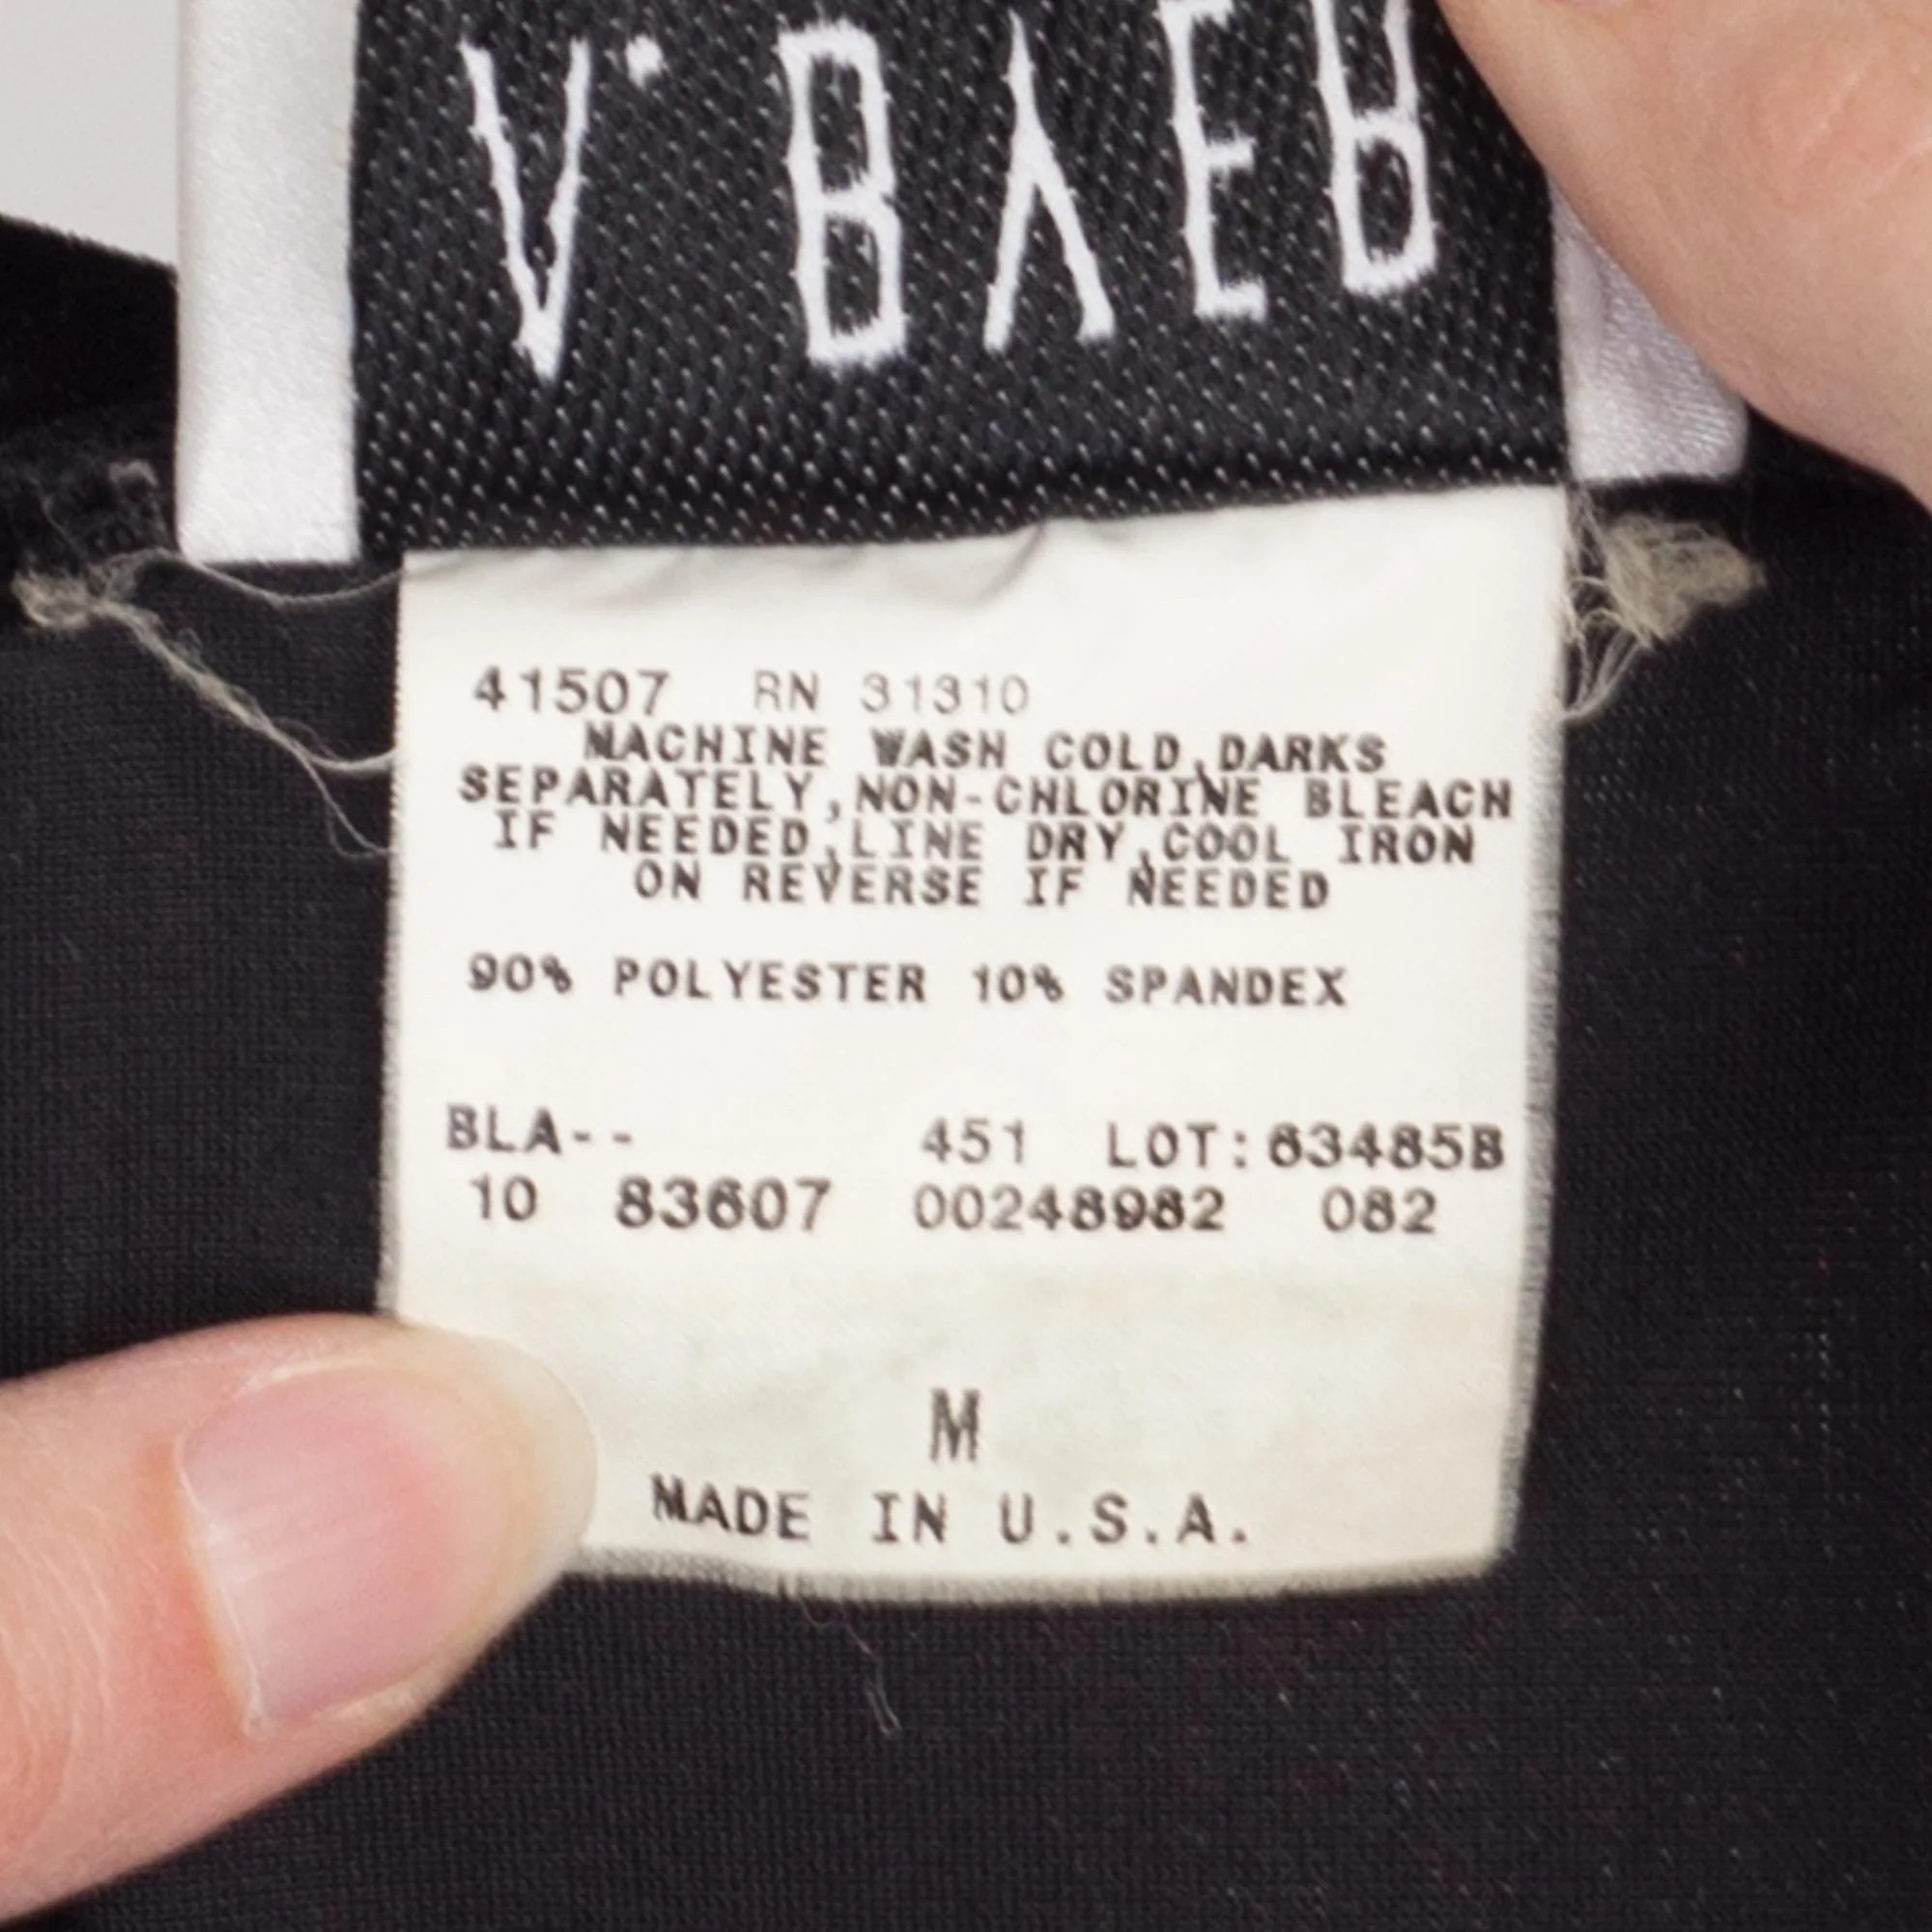 41507 RN 31310
MACHINE WASH COLD,DARKS
SEPARATELY,NON-CHLORINE BLEACH
IF NEEDED,LINE DRY,COOL IRON
ON REVERSE IF NEEDED
90% POLYESTER 10% SPANDEX
BLA-- 451 LOT:63485B
10 83607 00248982 082
M
MADE IN U.S.A.